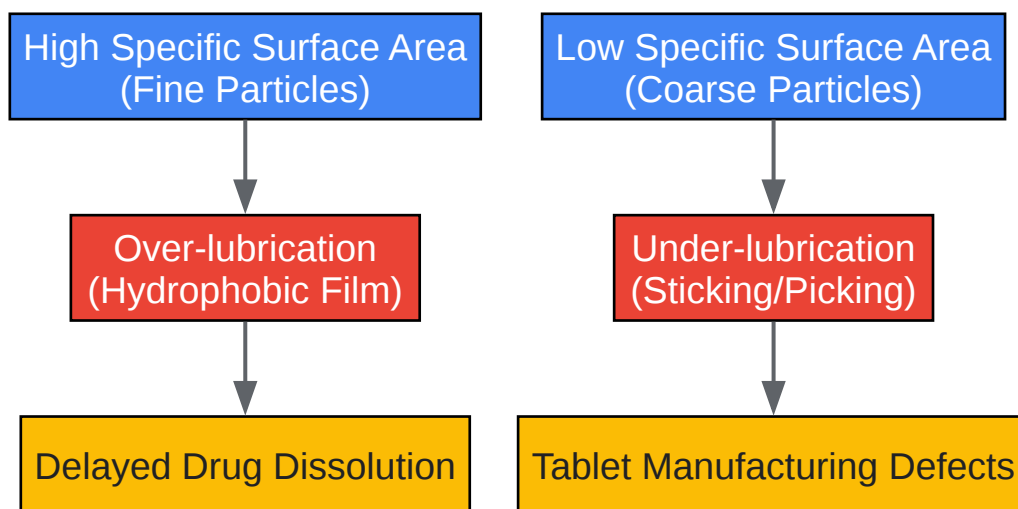 High Specific Surface Area
(Fine Particles)
Low Specific Surface Area
(Coarse Particles)
Over-lubrication
(Hydrophobic Film)
Under-lubrication
(Sticking/Picking)
Delayed Drug Dissolution
Tablet Manufacturing Defects